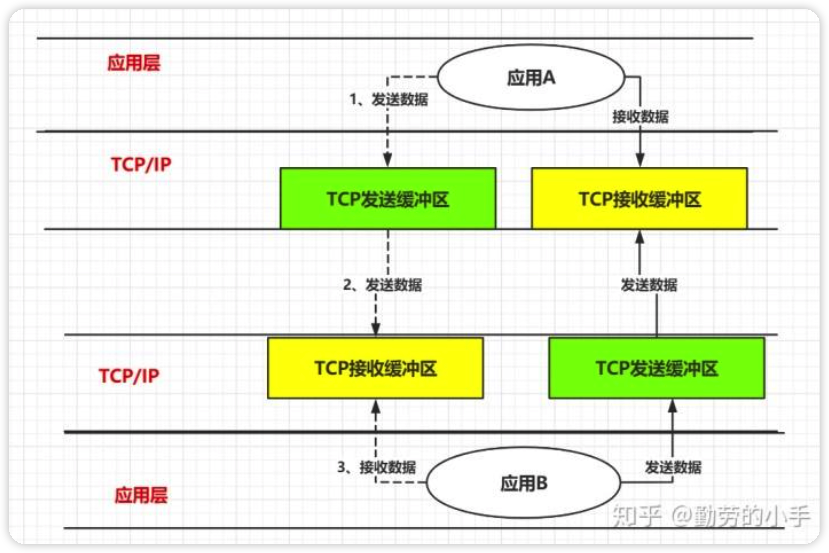 应用层
应用A
1、发送数据
接收数据
TCP/IP
TCP发送缓冲区
TCP接收缓冲区
2、发送数据
发送数据
TCP/IP
TCP接收缓冲区
TCP发送缓冲区
3、接收数据
应用B
发送数据
应用层
知乎 @勤劳的小手